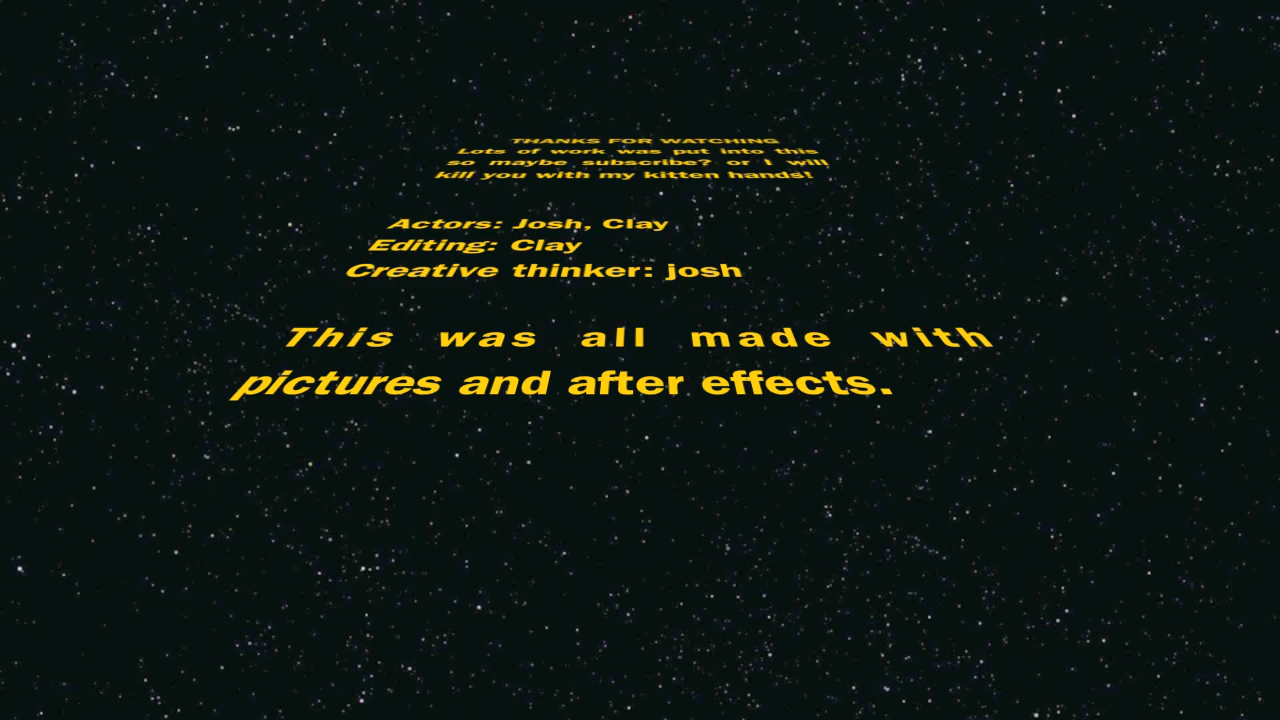 THANKS FOR WATCHING
Lots of work was put into this
so maybe subscribe? or I will
kill you with my kitten hands!
Actors: Josh, Clay
Editing: Clay
Creative thinker: josh
This was all made with
pictures and after effects.